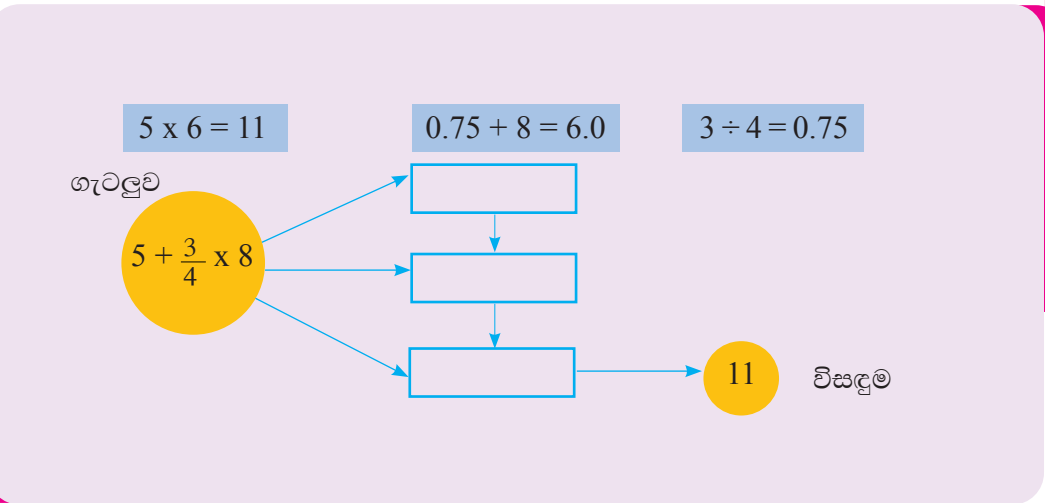 5 x 6 = 11
0.75 + 8 = 6.0
3 ÷ 4 = 0.75
ගැටලුව
5 + 3/4 x 8
11
විසඳුම